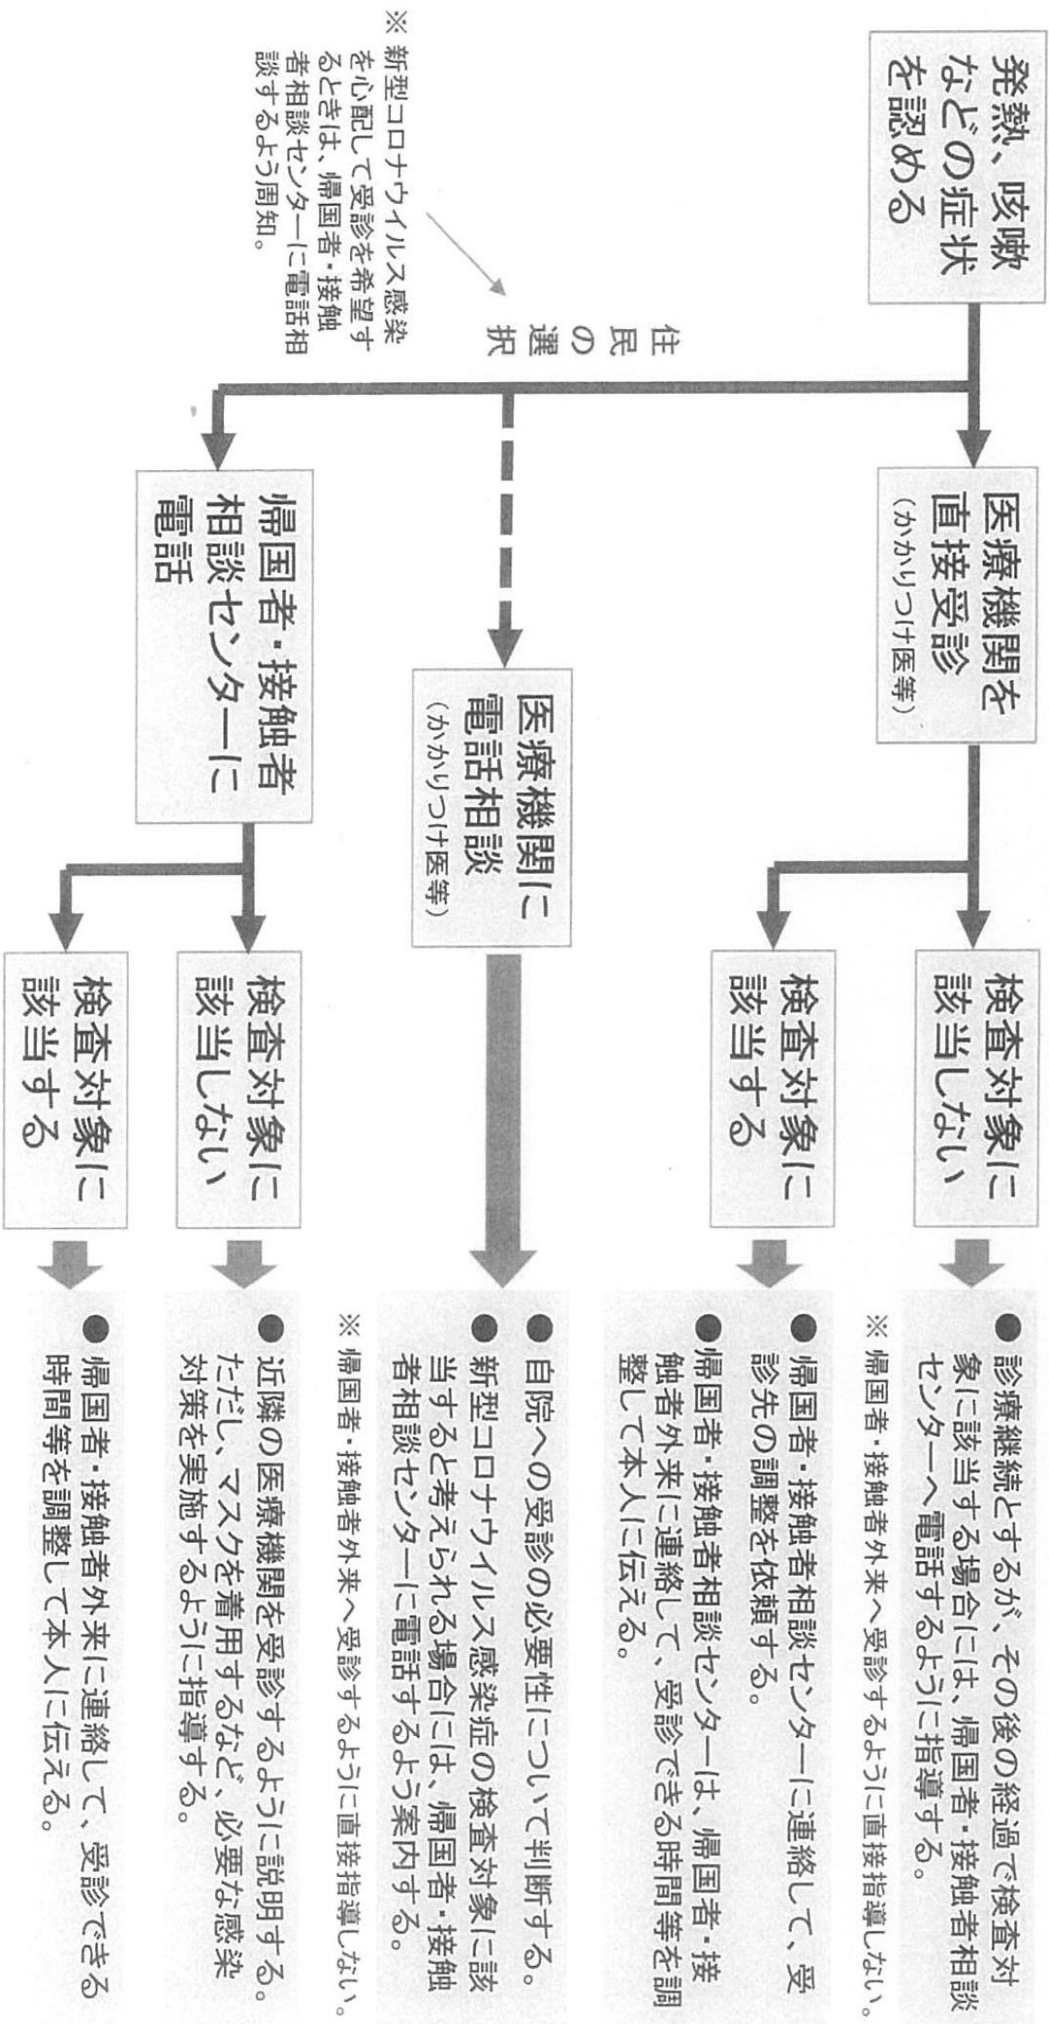 発熱、咳嗽
などの症状
を認める
住民の選択
※ 新型コロナウイルス感染
を心配して受診を希望す
るときは、帰国者・接触
者相談センターに電話相
談するよう周知。
医療機関を
直接受診
（かかりつけ医等）
検査対象に
該当しない
● 診療継続とするが、その後の経過で検査対
象に該当する場合には、帰国者・接触者相談
センターへ電話するように指導する。
※ 帰国者・接触者外来へ受診するように直接指導しない。
検査対象に
該当する
● 帰国者・接触者相談センターに連絡して、受
診先の調整を依頼する。
● 帰国者・接触者相談センターは、帰国者・接
触者外来に連絡して、受診できる時間等を調
整して本人に伝える。
医療機関に
電話相談
（かかりつけ医等）
● 自院への受診の必要性について判断する。
● 新型コロナウイルス感染症の検査対象に該
当すると考えられる場合には、帰国者・接触
者相談センターに電話するよう案内する。
※ 帰国者・接触者外来へ受診するように直接指導しない。
帰国者・接触者
相談センターに
電話
検査対象に
該当しない
● 近隣の医療機関を受診するように説明する。
ただし、マスクを着用するなど、必要な感染
対策を実施するように指導する。
検査対象に
該当する
● 帰国者・接触者外来に連絡して、受診できる
時間等を調整して本人に伝える。